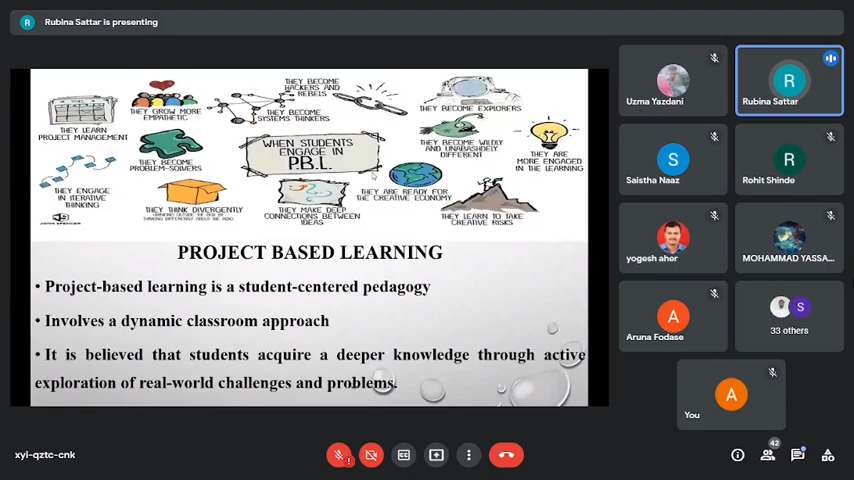 R Rubina Sattar is presenting
THEY LEARN
PROJECT MANAGEMENT
THEY GROW MORE
EMPATHETIC
THEY BECOME
HACKERS AND
REBELS
THEY BECOME
SYSTEMS THINKERS
THEY BECOME EXPLORERS
THEY BECOME
PROBLEM-SOLVERS
WHEN STUDENTS
ENGAGE IN
P.B.L.
THEY BECOME WILDLY
AND UNABASHEDLY
DIFFERENT
THEY ARE
MORE ENGAGED
IN THE LEARNING
THEY ENGAGE
IN ITERATIVE
THINKING
THEY THINK DIVERGENTLY
THEY MAKE DEEP
CONNECTIONS BETWEEN
IDEAS
THEY ARE READY FOR
THE CREATIVE ECONOMY
THEY LEARN TO TAKE
CREATIVE RISKS
JOHN SPENCER
PROJECT BASED LEARNING
• Project-based learning is a student-centered pedagogy
• Involves a dynamic classroom approach
• It is believed that students acquire a deeper knowledge through active
exploration of real-world challenges and problems.
Uzma Yazdani
R
Rubina Sattar
S
Saistha Naaz
R
Rohit Shinde
yogesh aher
MOHAMMAD YASSA...
A
Aruna Fodase
S
33 others
A
You
xyi-qztc-cnk
CC
42